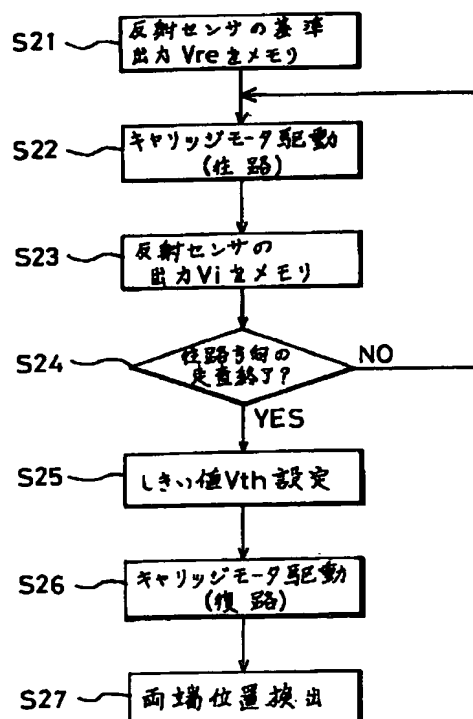 S21
反射センサの基準
出力Vreをメモリ
S22
キャリッジモータ駆動
(往路)
S23
反射センサの
出力Viをメモリ
S24
往路方向の
走査終了?
NO
YES
S25
しきい値Vth設定
S26
キャリッジモータ駆動
(復路)
S27
両端位置検出